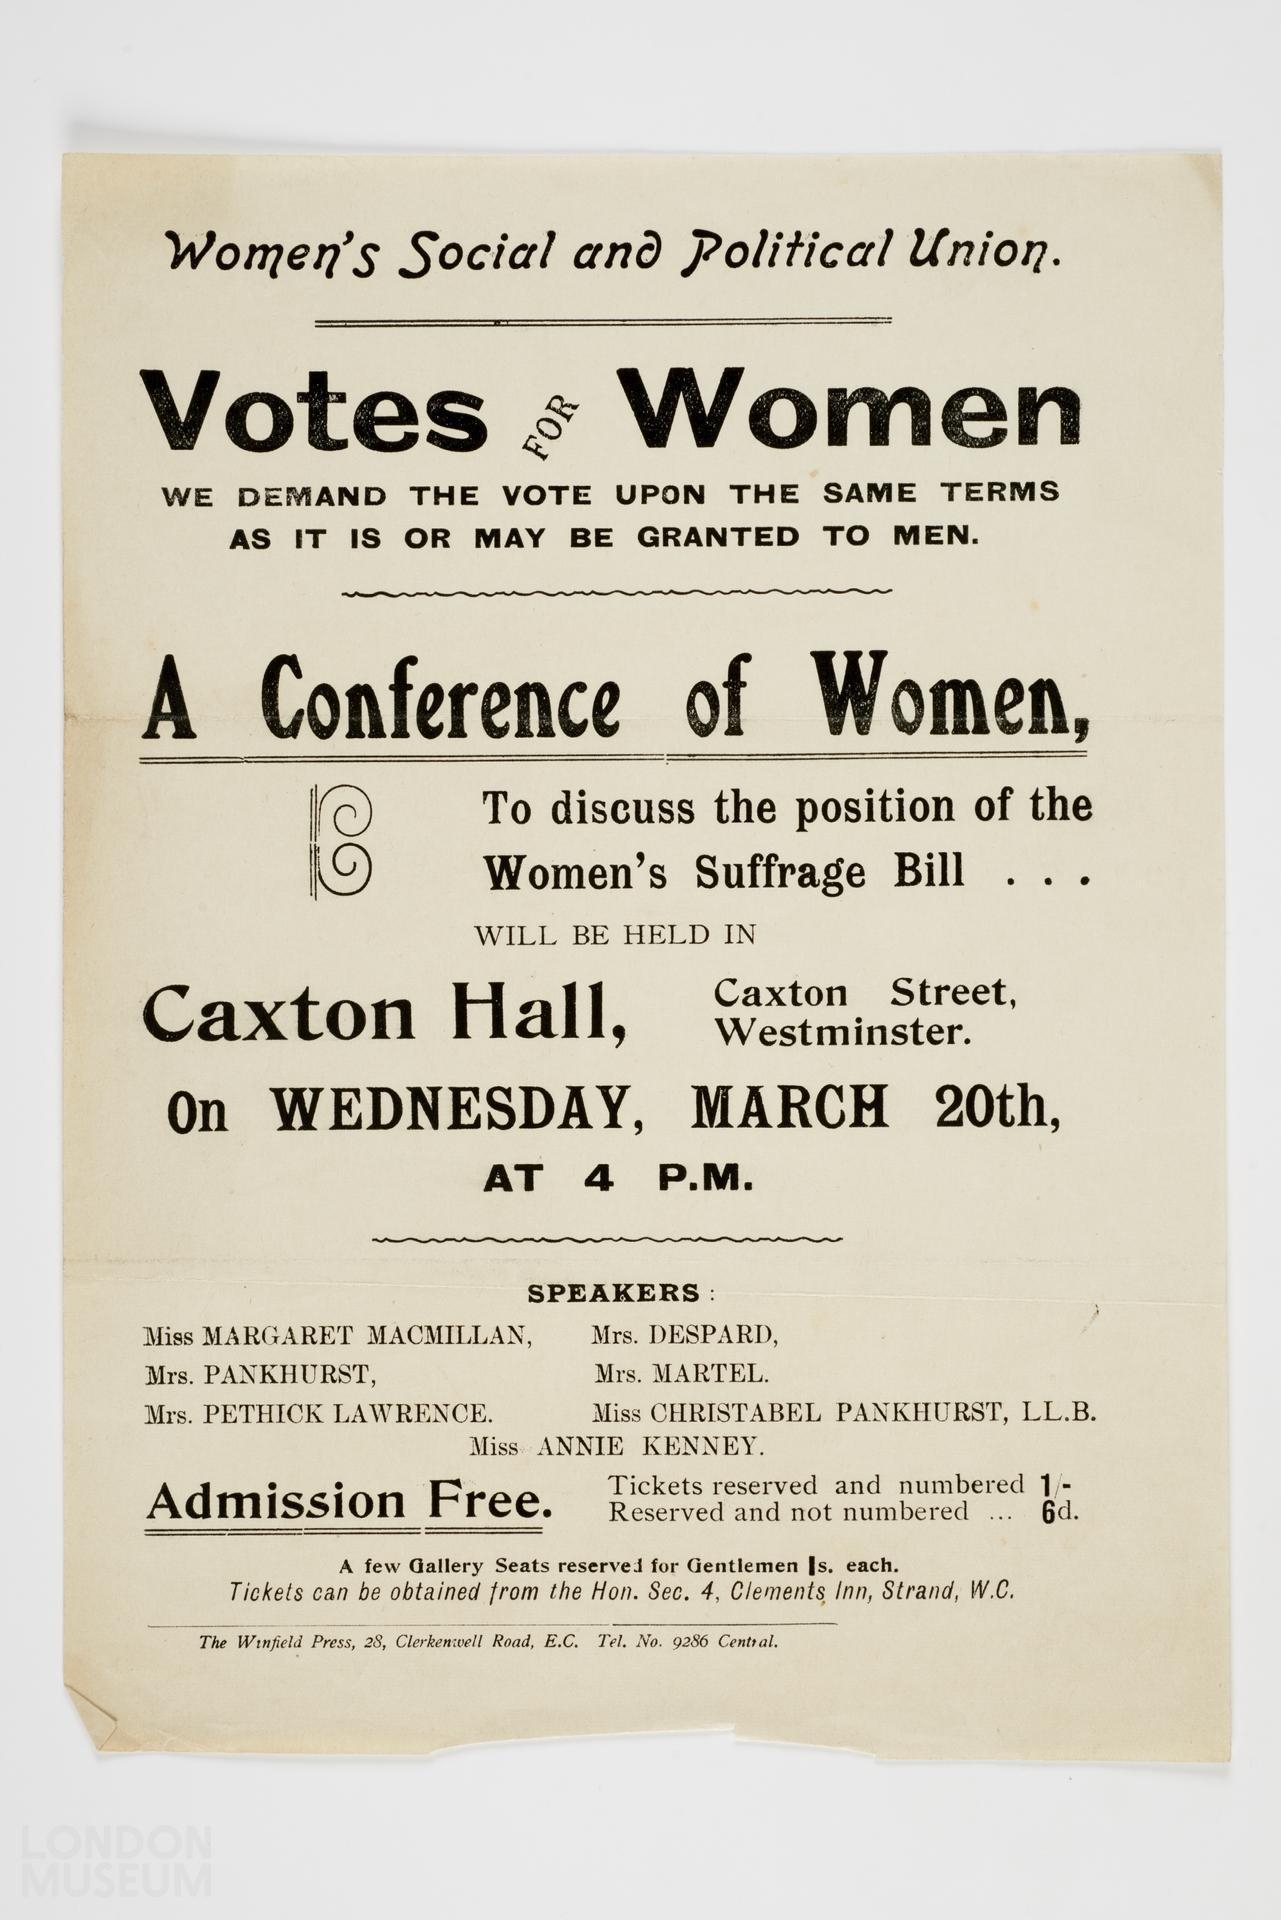 Women's Social and Political Union.
Votes FOR Women
WE DEMAND THE VOTE UPON THE SAME TERMS
AS IT IS OR MAY BE GRANTED TO MEN.
A Conference of Women,
To discuss the position of the
Women's Suffrage Bill . . .
WILL BE HELD IN
Caxton Hall, Caxton Street,
Westminster.
On WEDNESDAY, MARCH 20th,
AT 4 P.M.
SPEAKERS :
Miss MARGARET MACMILLAN, Mrs. DESPARD,
Mrs. PANKHURST, Mrs. MARTEL.
Mrs. PETHICK LAWRENCE. Miss CHRISTABEL PANKHURST, LL.B.
Miss ANNIE KENNEY.
Admission Free. Tickets reserved and numbered 1/-
Reserved and not numbered ... 6d.
A few Gallery Seats reserved for Gentlemen 1s. each.
Tickets can be obtained from the Hon. Sec. 4, Clements Inn, Strand, W.C.
The Winfield Press, 28, Clerkenwell Road, E.C. Tel. No. 9286 Central.
LONDON
MUSEUM